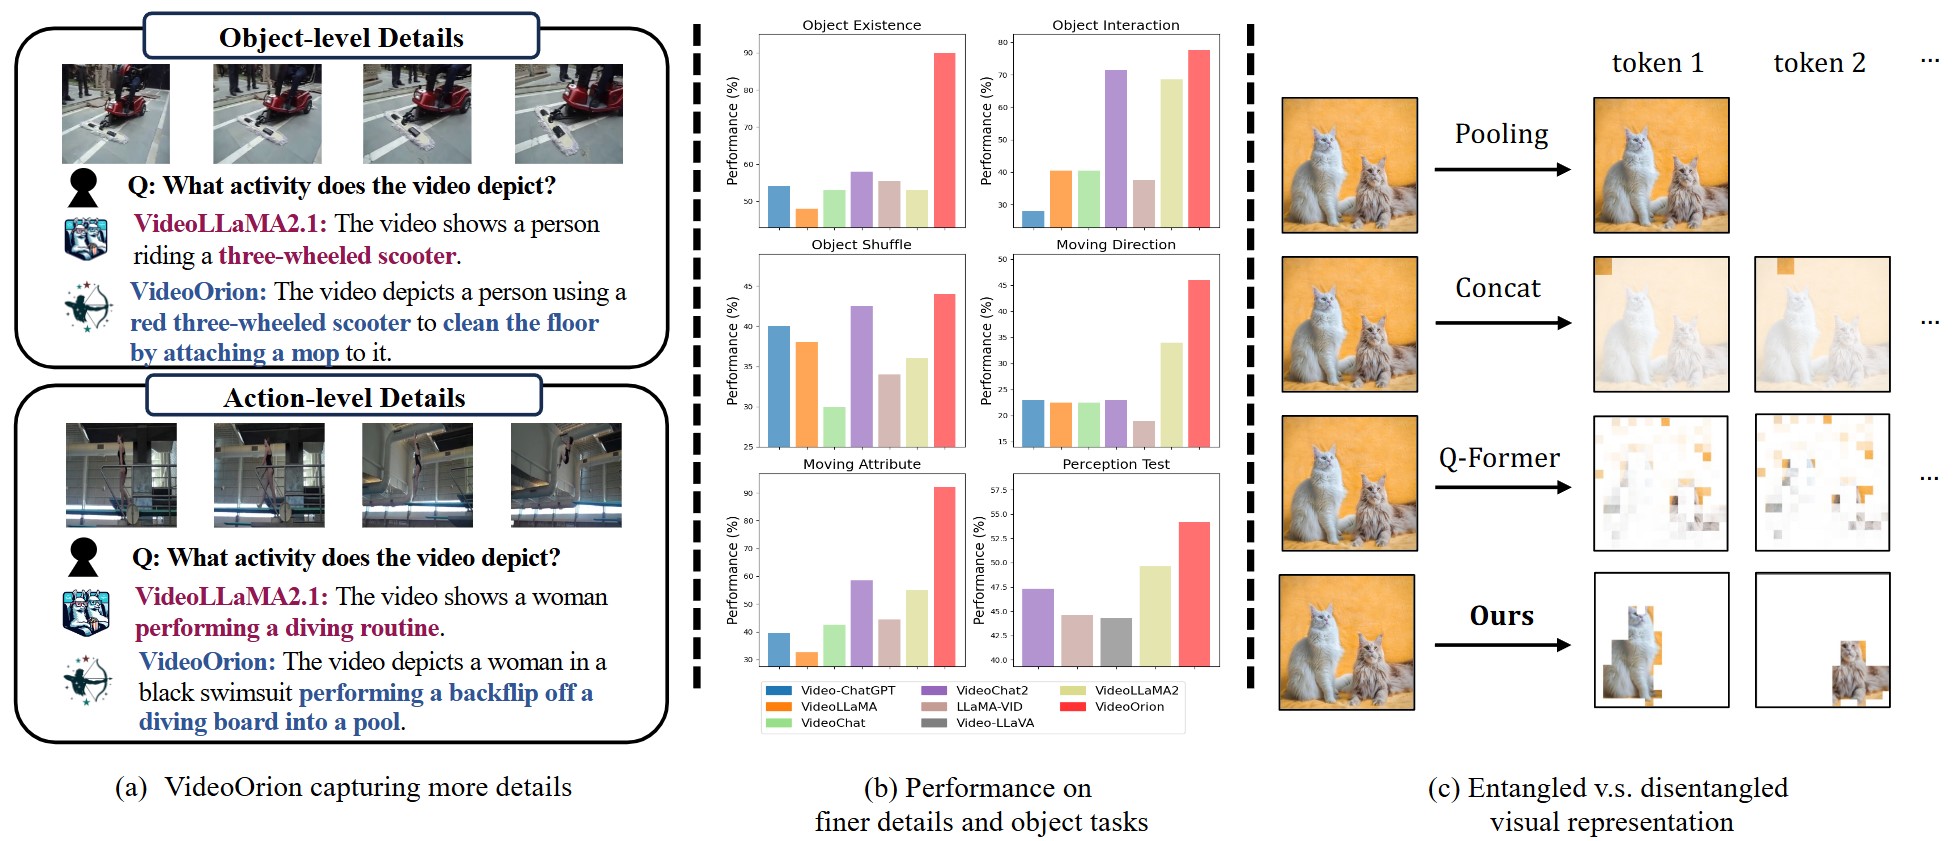 Object-level Details
Q: What activity does the video depict?
VideoLLaMA2.1: The video shows a person
riding a three-wheeled scooter.
VideoOrion: The video depicts a person using a
red three-wheeled scooter to clean the floor
by attaching a mop to it.
Action-level Details
Q: What activity does the video depict?
VideoLLaMA2.1: The video shows a woman
performing a diving routine.
VideoOrion: The video depicts a woman in a
black swimsuit performing a backflip off a
diving board into a pool.
(a) VideoOrion capturing more details
Object Existence
Performance (%)
90
80
70
60
50
Object Interaction
Performance (%)
80
70
60
50
40
30
Object Shuffle
Performance (%)
45
40
35
30
25
Moving Direction
Performance (%)
50
45
40
35
30
25
20
15
Moving Attribute
Performance (%)
90
80
70
60
50
40
30
Perception Test
Performance (%)
57.5
55.0
52.5
50.0
47.5
45.0
42.5
40.0
Video-ChatGPT
VideoLLaMA
VideoChat
VideoChat2
LLaMA-VID
Video-LLaVA
VideoLLaMA2
VideoOrion
(b) Performance on
finer details and object tasks
token 1 token 2 ...
Pooling
Concat
...
Q-Former
...
Ours
(c) Entangled v.s. disentangled
visual representation